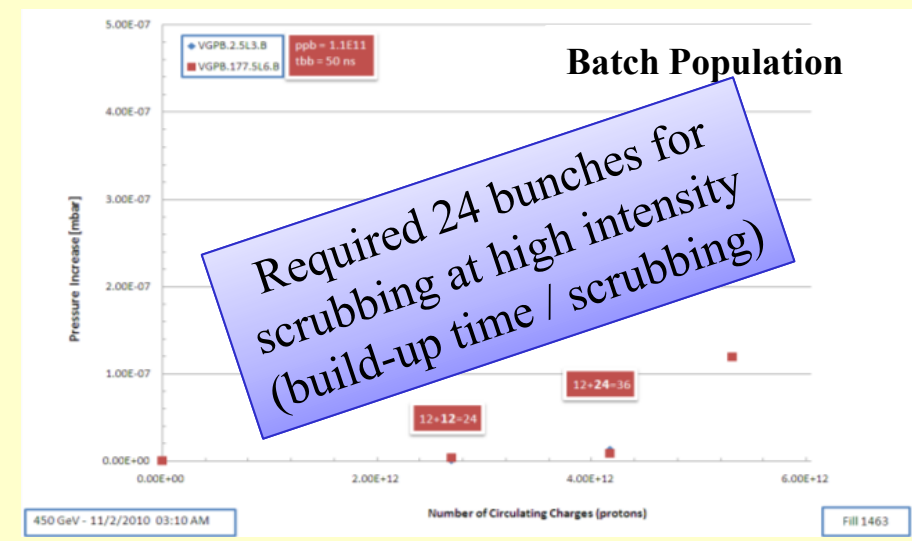 5.00E-07
VGPB.2.5L3.B
VGPB.177.5L6.B
ppb = 1.1E11
tbb = 50 ns
Batch Population
4.00E-07
3.00E-07
2.00E-07
1.00E-07
0.00E+00
Pressure Increase [mbar]
Required 24 bunches for
scrubbing at high intensity
(build-up time / scrubbing)
12+12=24
12+24=36
0.00E+00
2.00E+12
4.00E+12
6.00E+12
Number of Circulating Charges (protons)
450 GeV - 11/2/2010 03:10 AM
Fill 1463